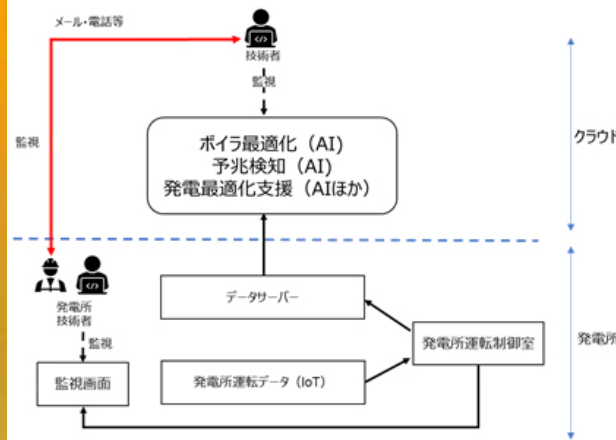 メール・電話等
技術者
監視
監視
ボイラ最適化（AI）
予兆検知（AI）
発電最適化支援（AIほか）
クラウド
発電所
技術者
監視
監視画面
データサーバー
発電所運転データ（IoT）
発電所運転制御室
発電所